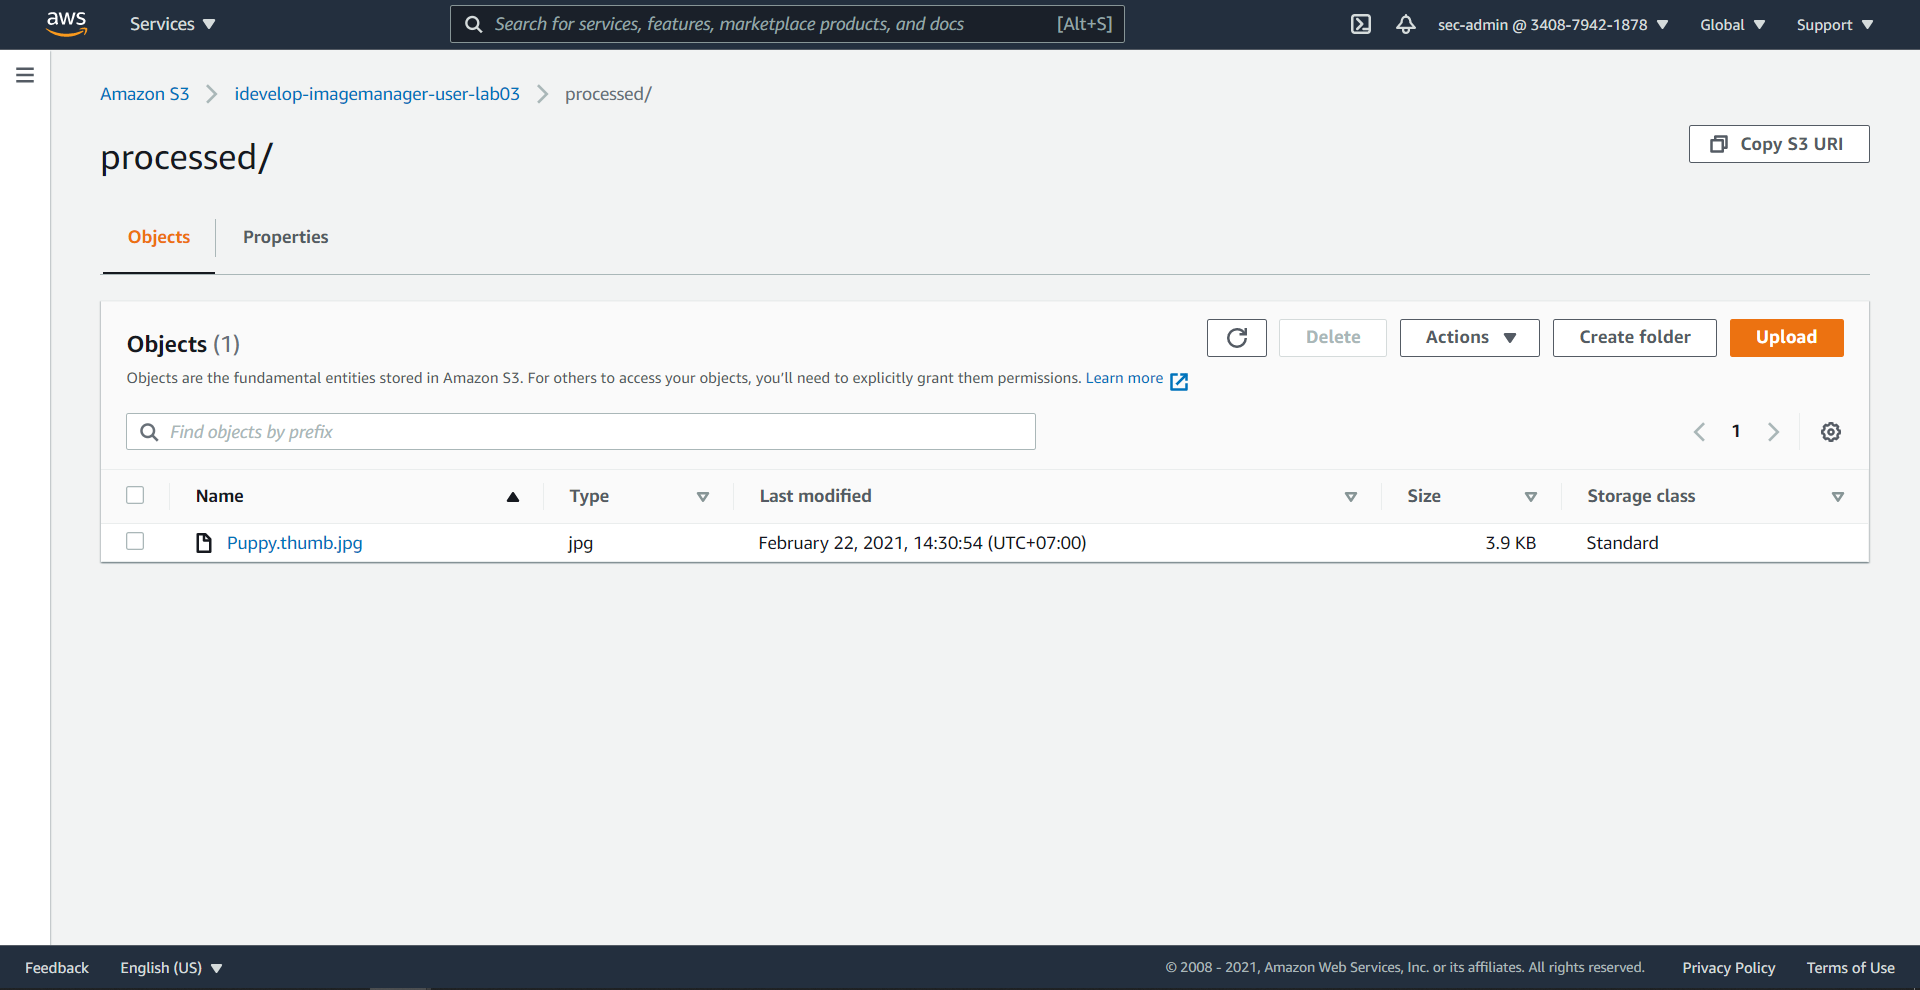 aws Services Search for services, features, marketplace products, and docs [Alt+S] sec-admin @ 3408-7942-1878 Global Support
Amazon S3 idevelop-imagemanager-user-lab03 processed/
processed/
Copy S3 URI
Objects Properties
Objects (1)
Delete Actions Create folder Upload
Objects are the fundamental entities stored in Amazon S3. For others to access your objects, you'll need to explicitly grant them permissions. Learn more
Find objects by prefix
1
Name Type Last modified Size Storage class
Puppy.thumb.jpg jpg February 22, 2021, 14:30:54 (UTC+07:00) 3.9 KB Standard
Feedback English (US) © 2008 - 2021, Amazon Web Services, Inc. or its affiliates. All rights reserved. Privacy Policy Terms of Use